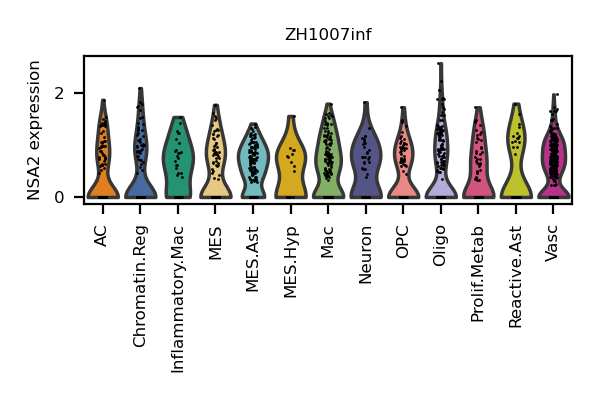 ZH1007inf
NSA2 expression
2
0
AC
Chromatin.Reg
Inflammatory.Mac
MES
MES.Ast
MES.Hyp
Mac
Neuron
OPC
Oligo
Prolif.Metab
Reactive.Ast
Vasc